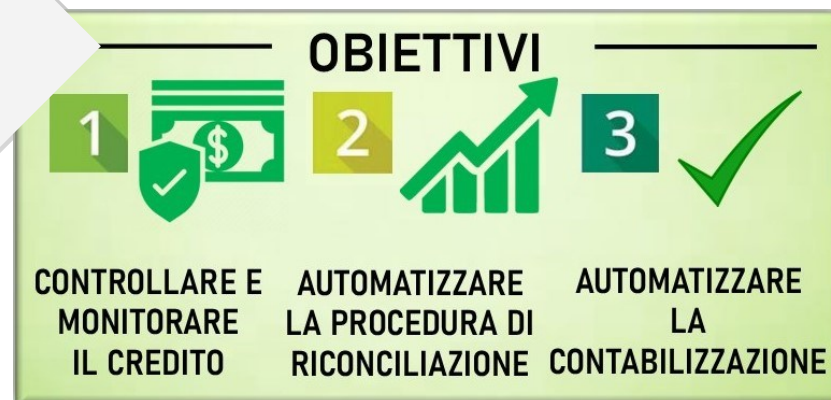 OBIETTIVI
1
$
2
3
CONTROLLARE E
MONITORARE
IL CREDITO
AUTOMATIZZARE
LA PROCEDURA DI
RICONCILIAZIONE
AUTOMATIZZARE
LA
CONTABILIZZAZIONE